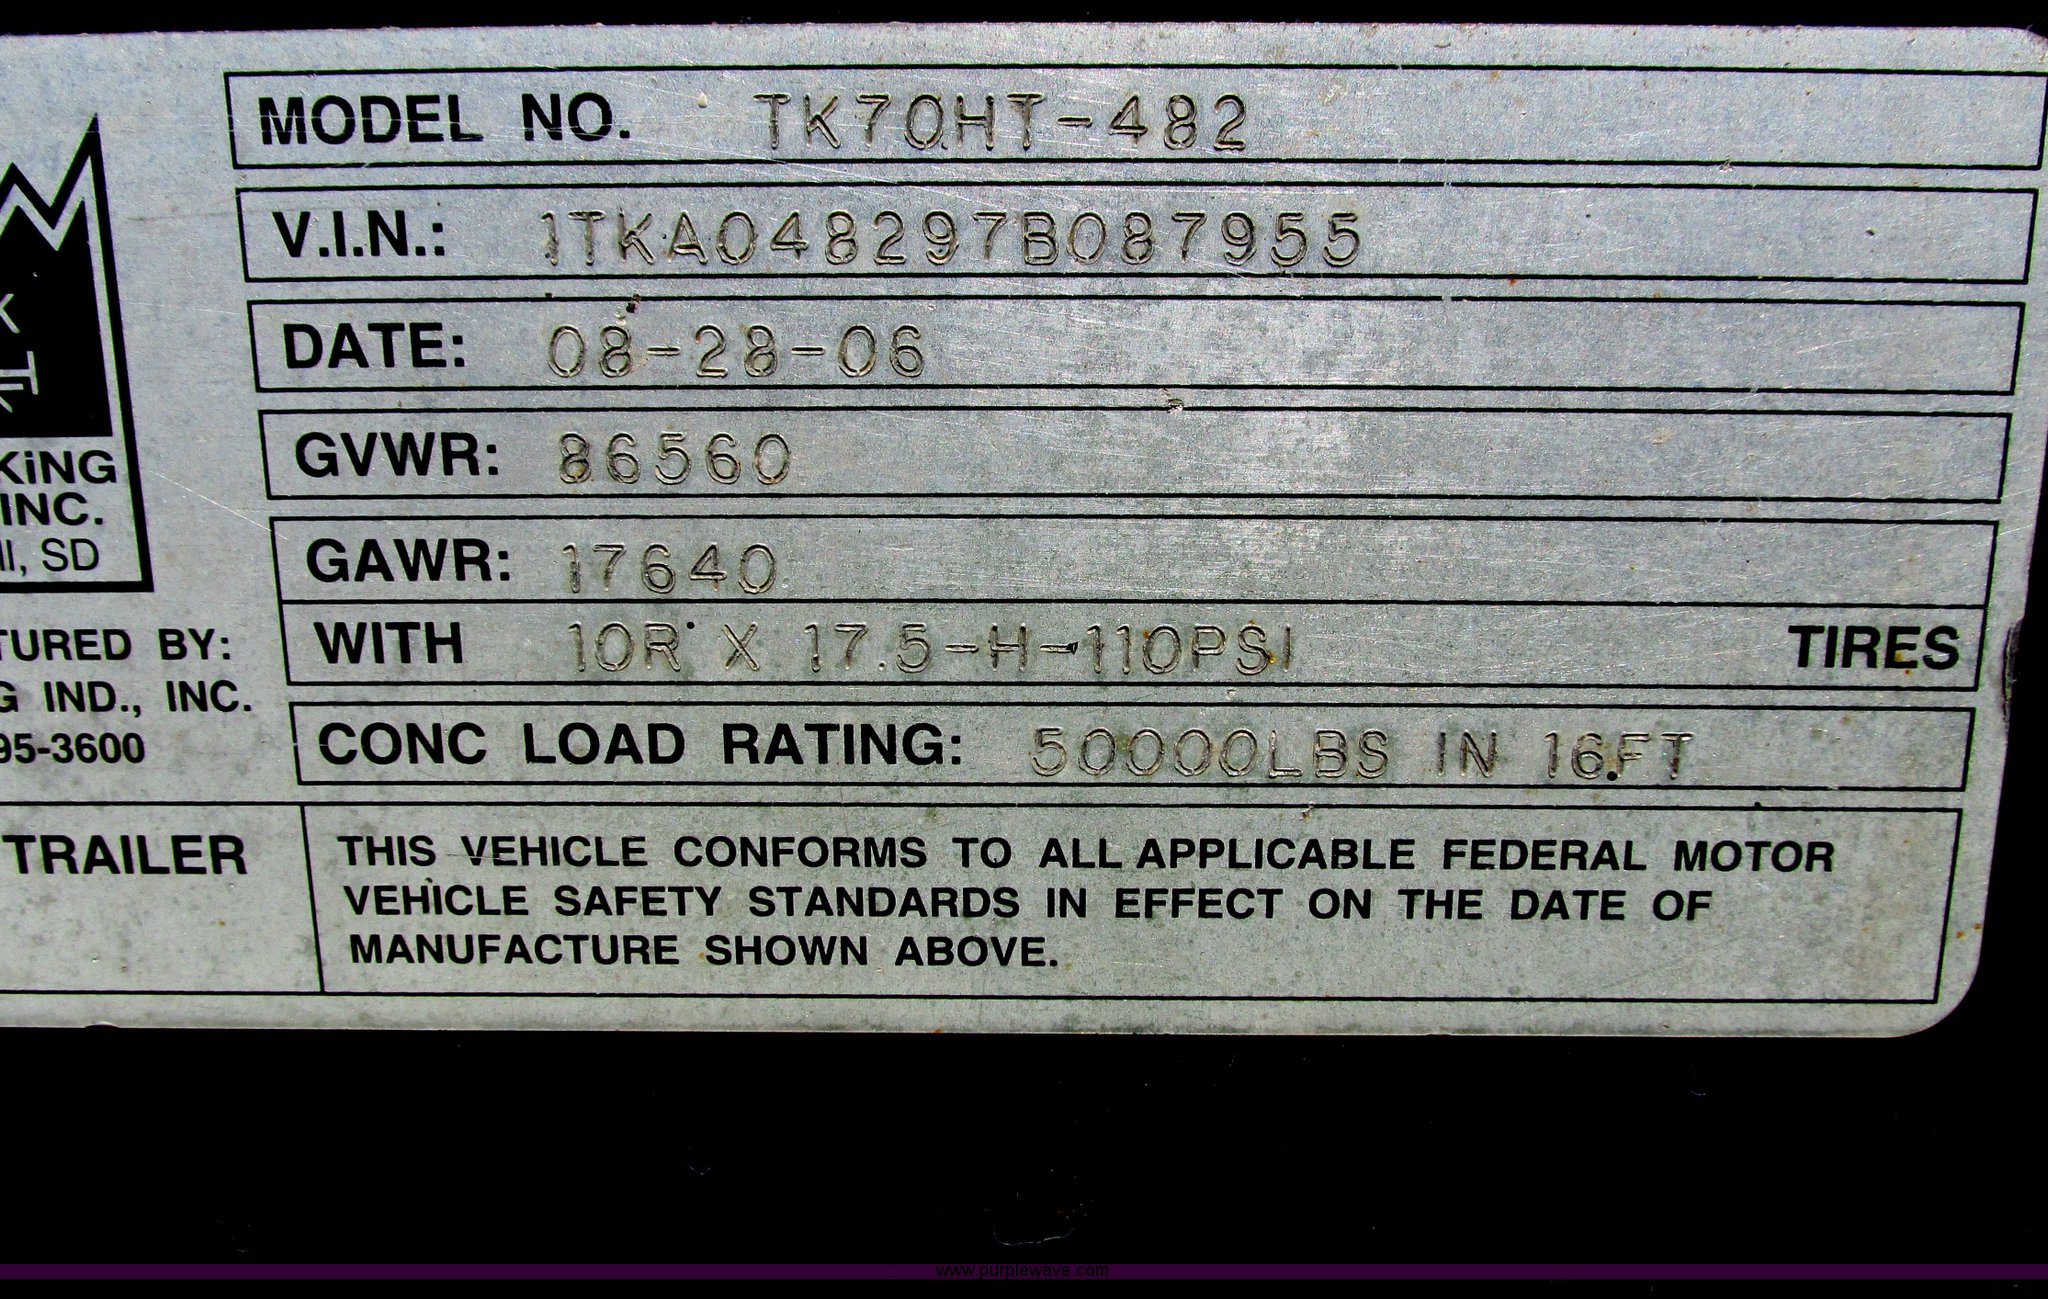 MODEL NO. TK70HT-482
V.I.N.: 1TKA048297B087955
DATE: 08-28-06
GVWR: 86560
GAWR: 17640
WITH 10R X 17.5-H-110PSI TIRES
CONC LOAD RATING: 50000LBS IN 16FT
K
KiNG
INC.
, SD
TURED BY:
G IND., INC.
95-3600
TRAILER
THIS VEHICLE CONFORMS TO ALL APPLICABLE FEDERAL MOTOR
VEHICLE SAFETY STANDARDS IN EFFECT ON THE DATE OF
MANUFACTURE SHOWN ABOVE.
www.purplewave.com